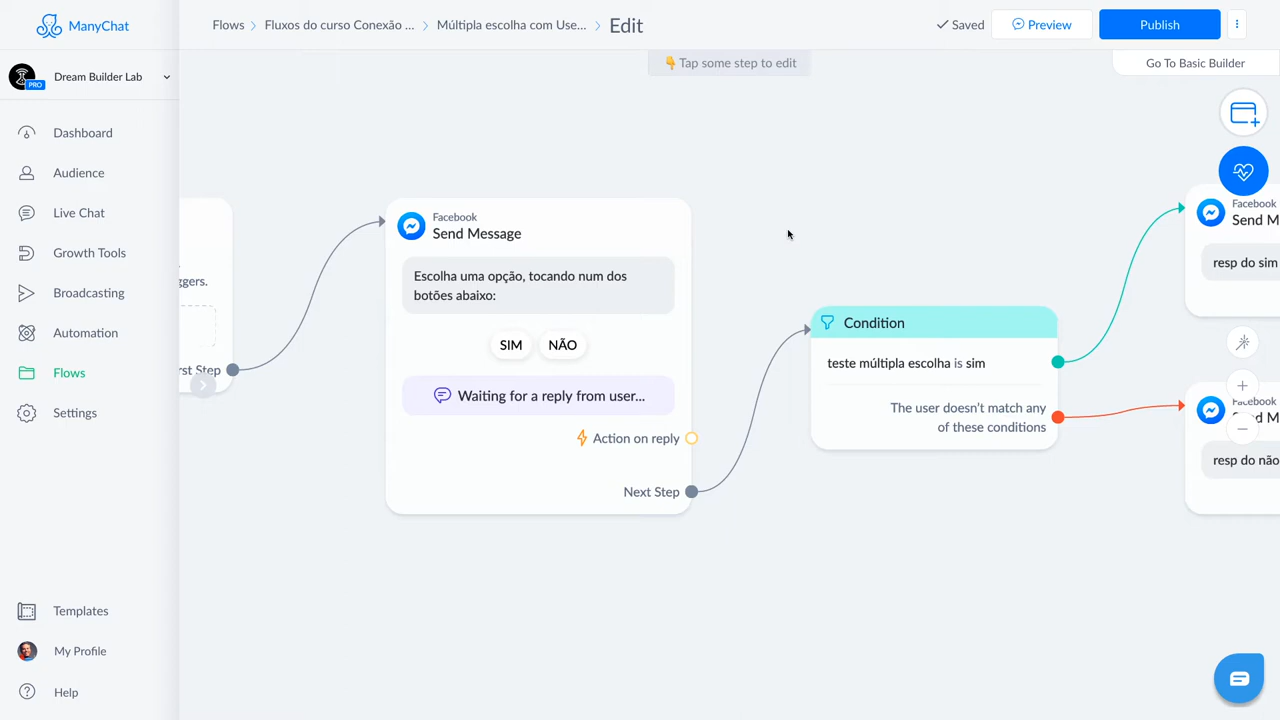 ManyChat
Flows
Fluxos do curso Conexão ...
Múltipla escolha com Use...
Edit
Saved
Preview
Publish
Dream Builder Lab
PRO
Tap some step to edit
Go To Basic Builder
Dashboard
Audience
Live Chat
Growth Tools
Broadcasting
Automation
Flows
Settings
Templates
My Profile
Help
ggers.
rst Step
Facebook
Send Message
Escolha uma opção, tocando num dos
botões abaixo:
SIM
NÃO
Waiting for a reply from user...
Action on reply
Next Step
Condition
teste múltipla escolha is sim
The user doesn't match any
of these conditions
Facebook
Send M
resp do sim
Facebook
Send M
resp do não